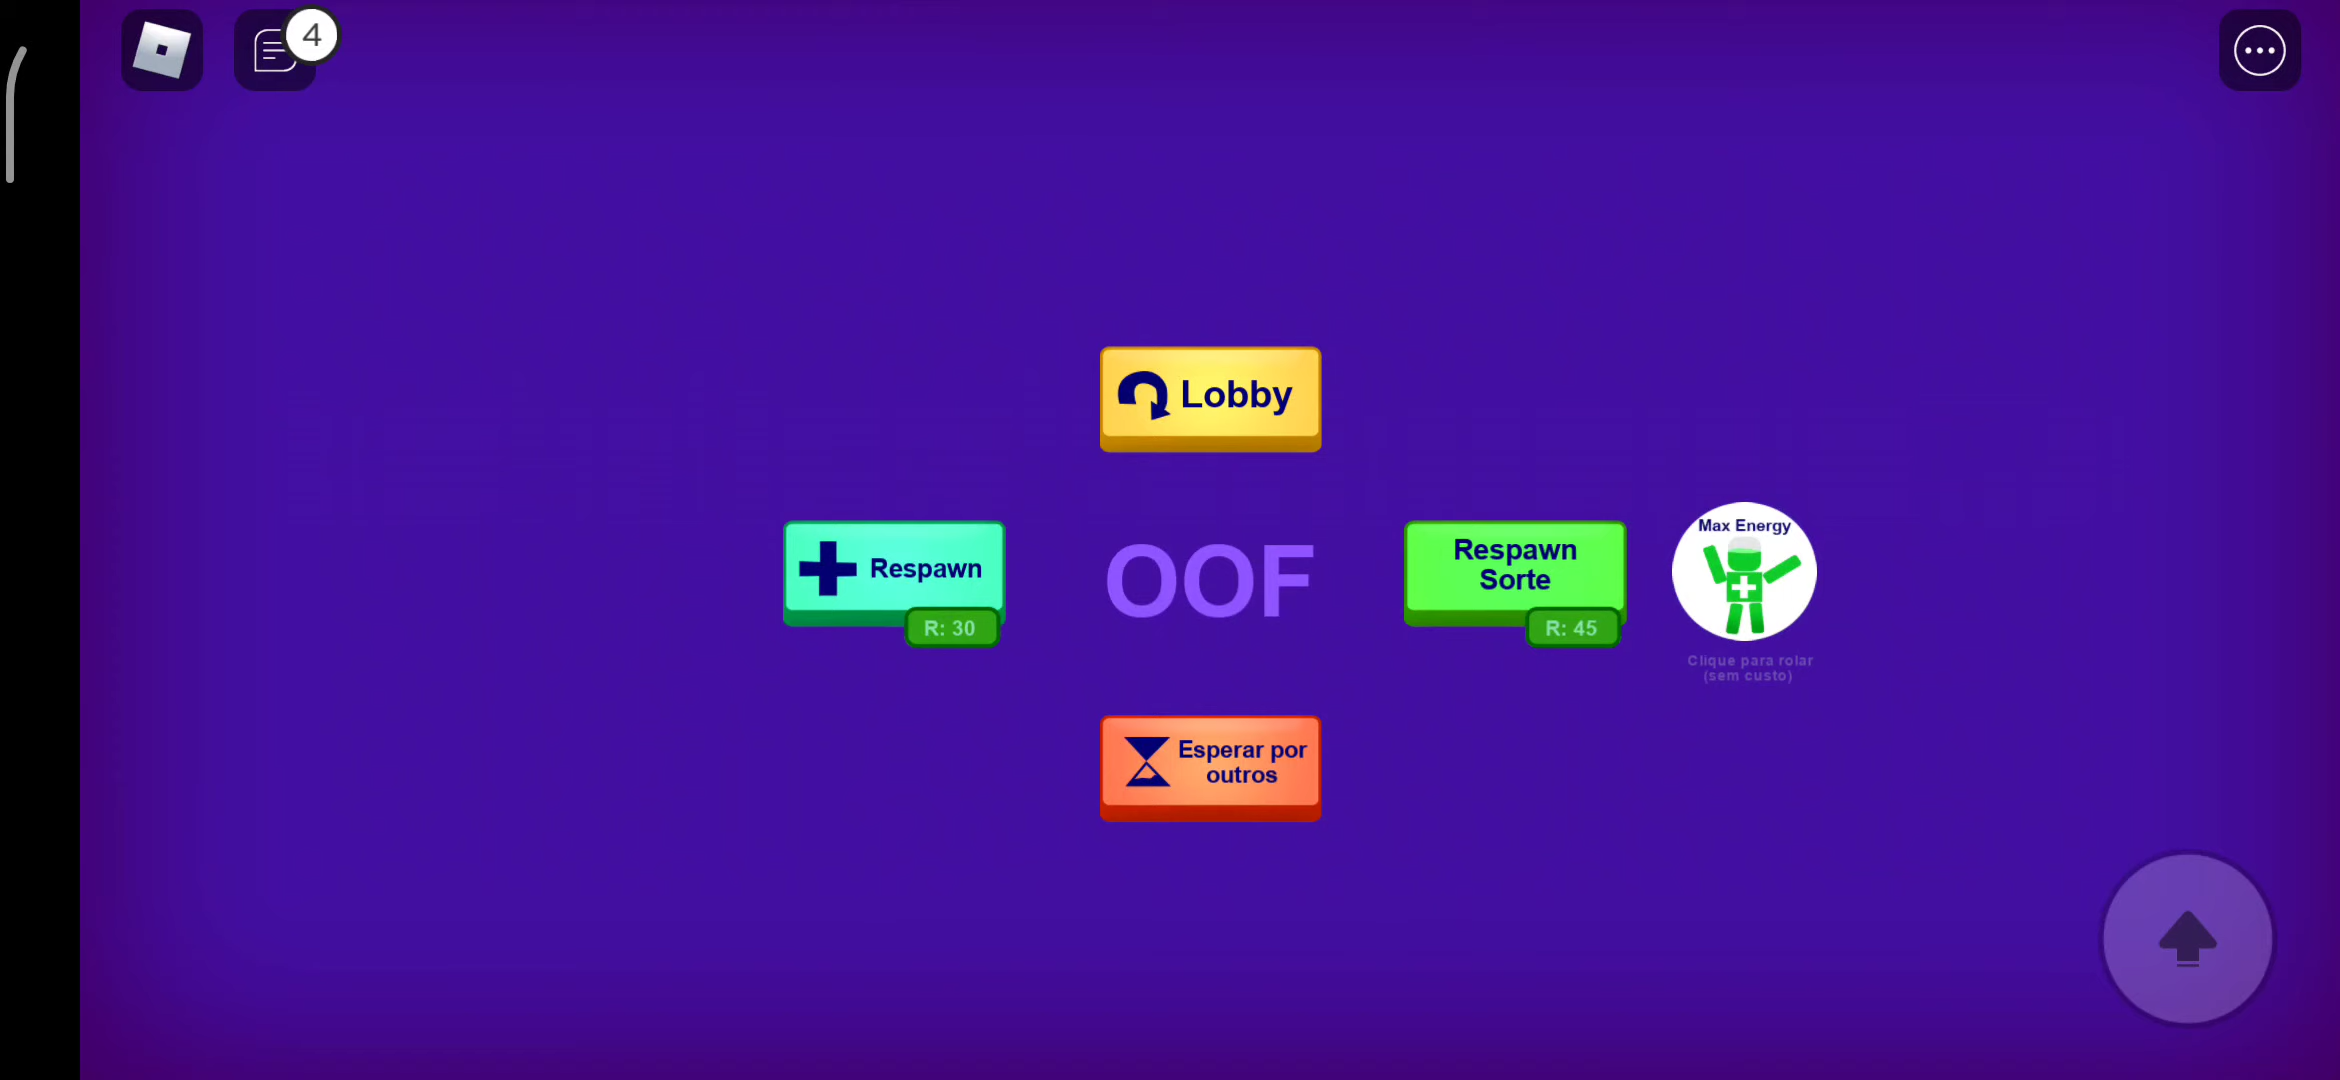 4
Lobby
Respawn
R: 30
OOF
Respawn
Sorte
R: 45
Max Energy
Clique para rolar
(sem custo)
Esperar por
outros